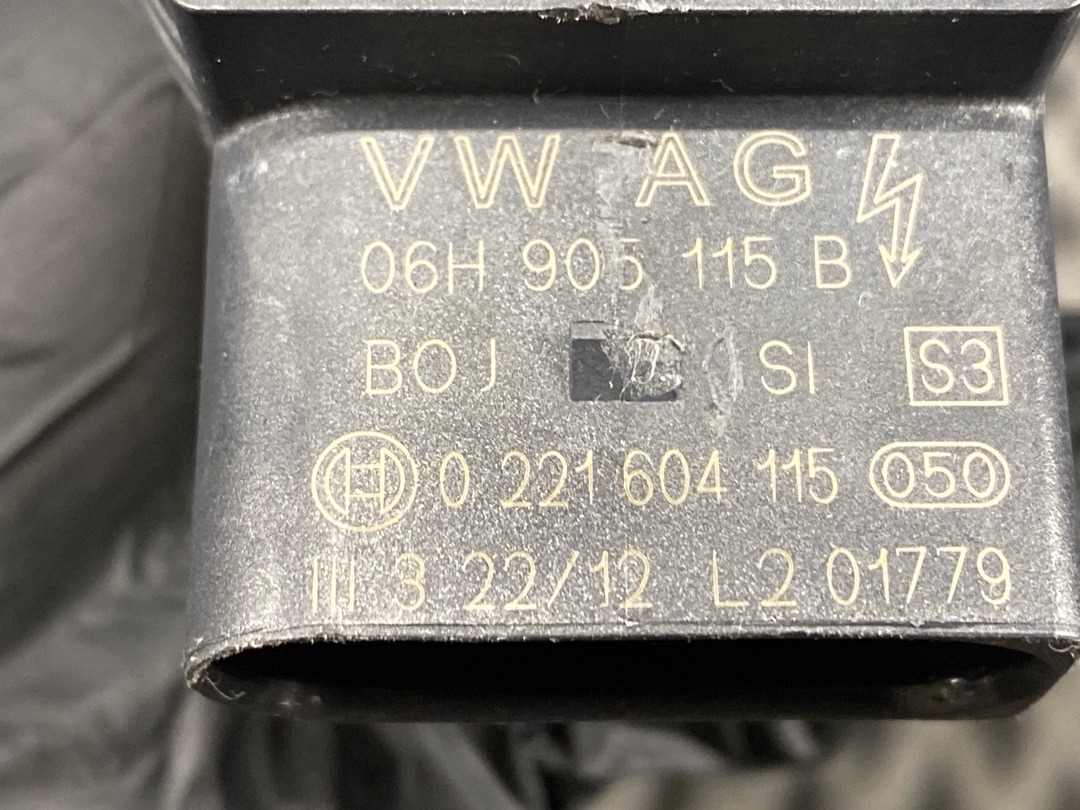 VW AG
06H 905 115 B
BOJ SI S3
0 221 604 115 050
III 3 22/12 L2 01779